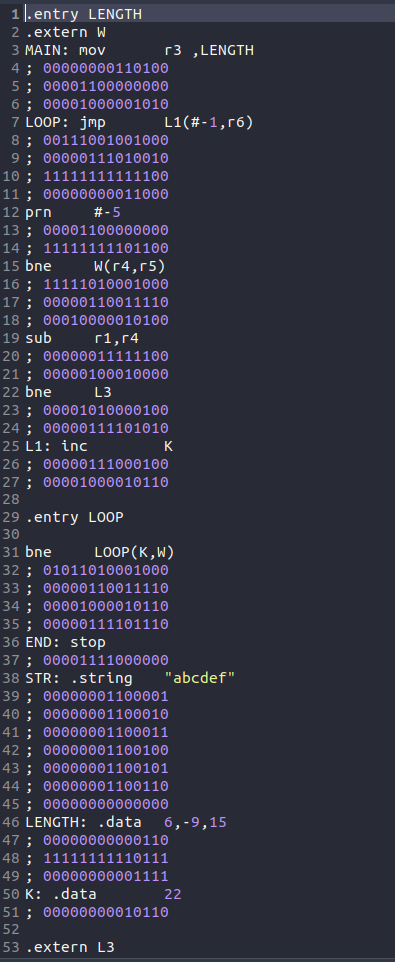 1 .entry LENGTH
2 .extern W
3 MAIN: mov r3 ,LENGTH
4 ; 00000000110100
5 ; 00001100000000
6 ; 00001000001010
7 LOOP: jmp L1(#-1,r6)
8 ; 00111001001000
9 ; 00000111010010
10 ; 11111111111100
11 ; 00000000011000
12 prn #-5
13 ; 00001100000000
14 ; 11111111101100
15 bne W(r4,r5)
16 ; 11111010001000
17 ; 00000110011110
18 ; 00010000010100
19 sub r1,r4
20 ; 00000011111100
21 ; 00000100010000
22 bne L3
23 ; 00001010000100
24 ; 00000111101010
25 L1: inc K
26 ; 00000111000100
27 ; 00001000010110
28
29 .entry LOOP
30
31 bne LOOP(K,W)
32 ; 01011010001000
33 ; 00000110011110
34 ; 00001000010110
35 ; 00000111101110
36 END: stop
37 ; 00001111000000
38 STR: .string "abcdef"
39 ; 00000001100001
40 ; 00000001100010
41 ; 00000001100011
42 ; 00000001100100
43 ; 00000001100101
44 ; 00000001100110
45 ; 00000000000000
46 LENGTH: .data 6,-9,15
47 ; 00000000000110
48 ; 11111111110111
49 ; 00000000001111
50 K: .data 22
51 ; 00000000010110
52
53 .extern L3